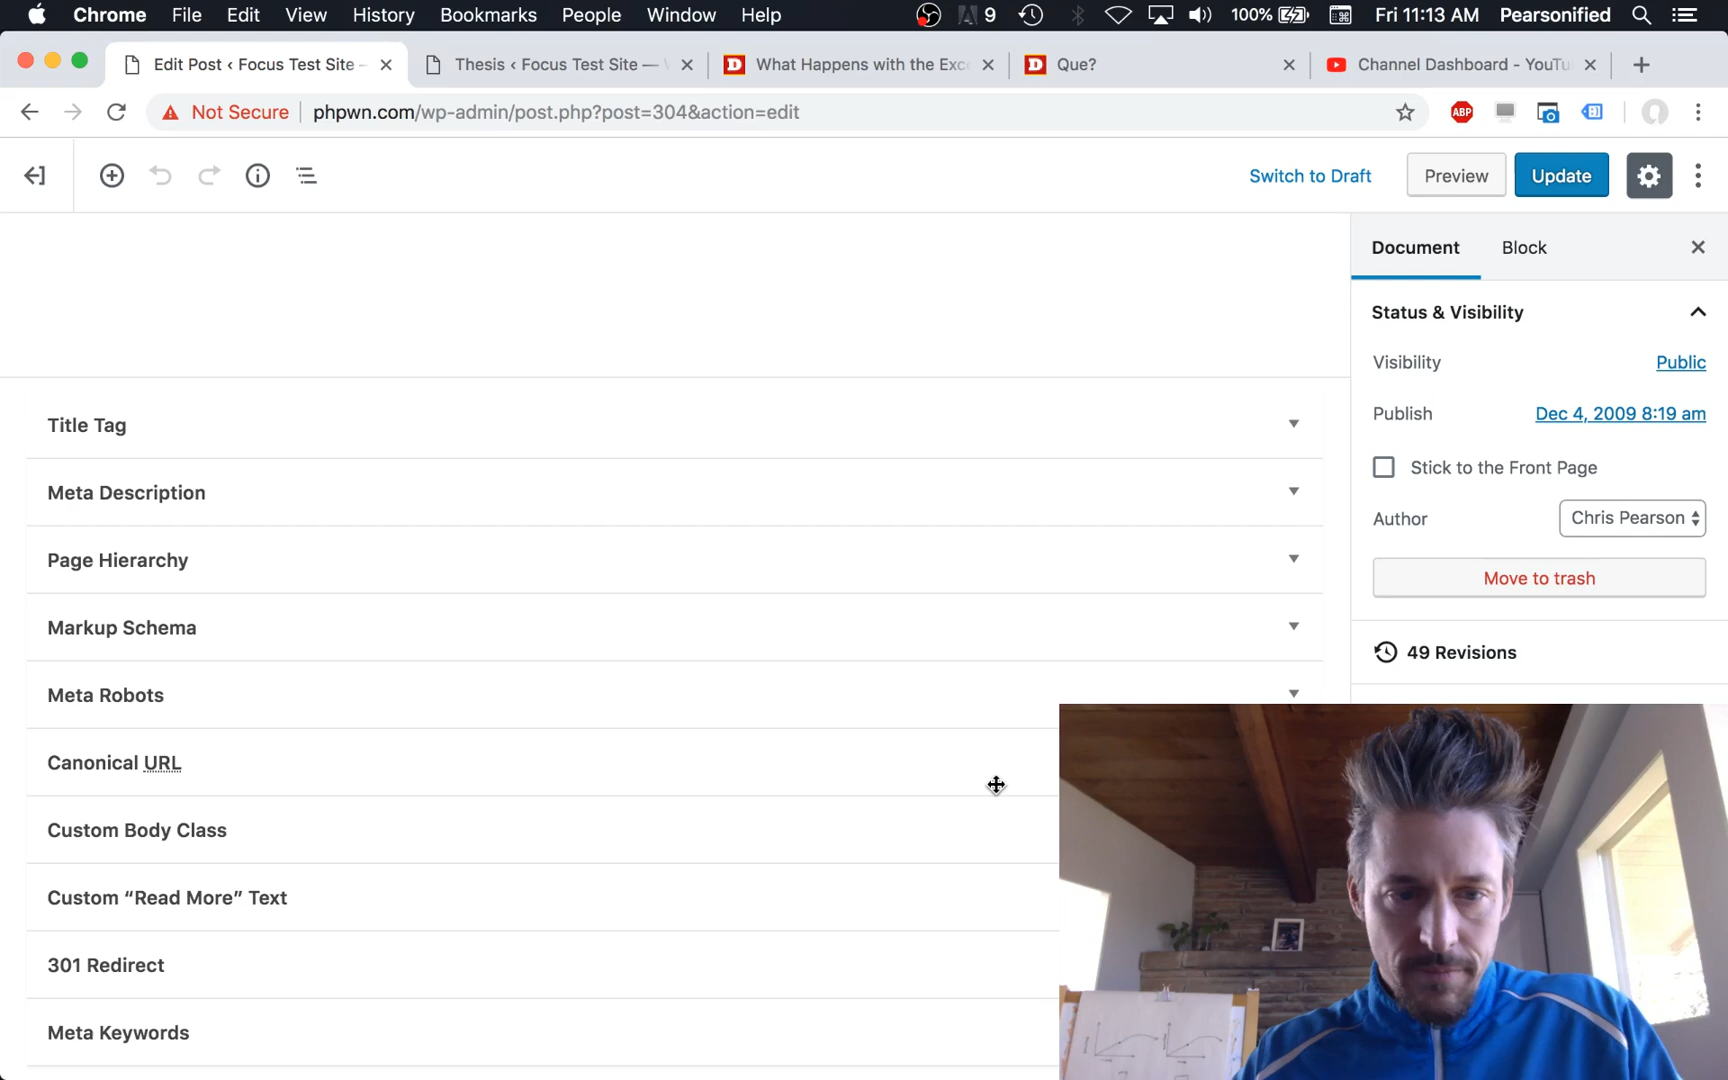 Chrome File Edit View History Bookmarks People Window Help 9 100% Fri 11:13 AM Pearsonified
Edit Post ‹ Focus Test Site – Thesis ‹ Focus Test Site — What Happens with the Exc Que? Channel Dashboard - YouTu
Not Secure phpwn.com/wp-admin/post.php?post=304&action=edit ABP
Switch to Draft Preview Update
Document Block
Status & Visibility
Visibility Public
Publish Dec 4, 2009 8:19 am
Stick to the Front Page
Author Chris Pearson
Move to trash
49 Revisions
Title Tag
Meta Description
Page Hierarchy
Markup Schema
Meta Robots
Canonical URL
Custom Body Class
Custom “Read More” Text
301 Redirect
Meta Keywords